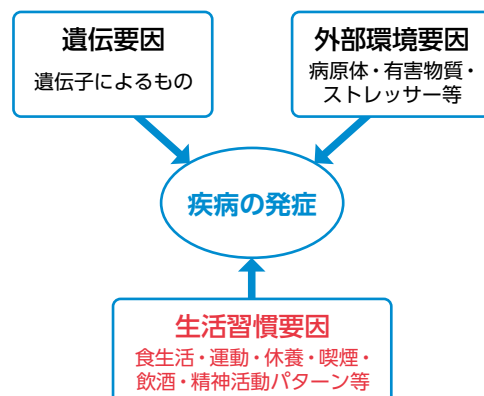 遺伝要因
遺伝子によるもの
外部環境要因
病原体・有害物質・
ストレッサー等
疾病の発症
生活習慣要因
食生活・運動・休養・喫煙・
飲酒・精神活動パターン等